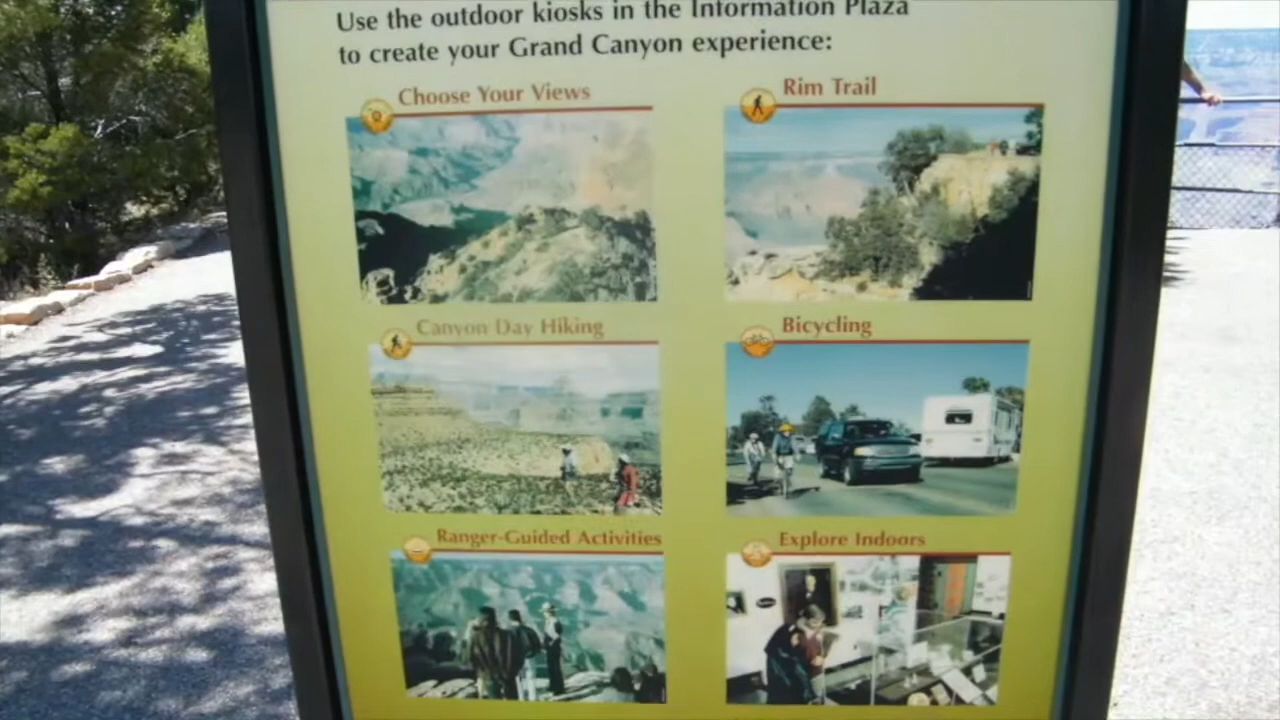 Use the outdoor kiosks in the Information Plaza
to create your Grand Canyon experience:
Choose Your Views
Rim Trail
Canyon Day Hiking
Bicycling
Ranger-Guided Activities
Explore Indoors